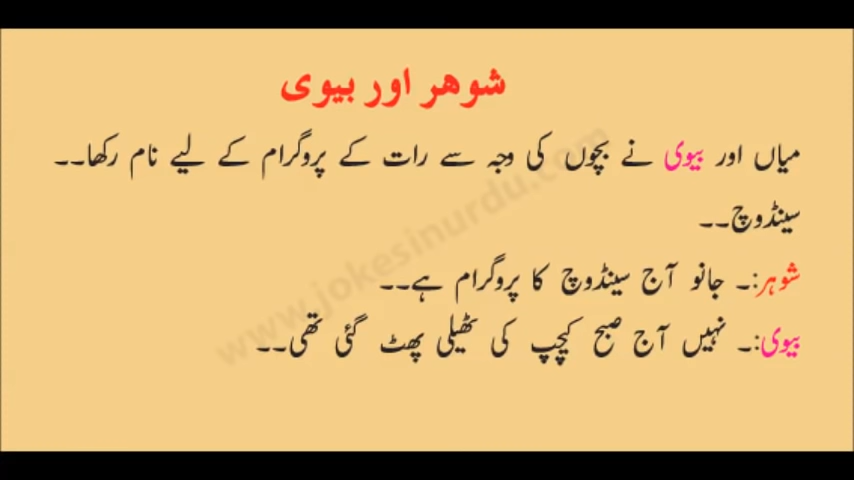 شوہر اور بیوی
میاں اور بیوی نے بچوں کی وجہ سے رات کے پروگرام کے لیے نام رکھا۔۔
سینڈوچ۔۔
شوہر:۔ جانو آج سینڈوچ کا پروگرام ہے۔۔
بیوی:۔ نہیں آج صبح کیچپ کی تھیلی پھٹ گئی تھی۔۔
www.jokesinurdu.com